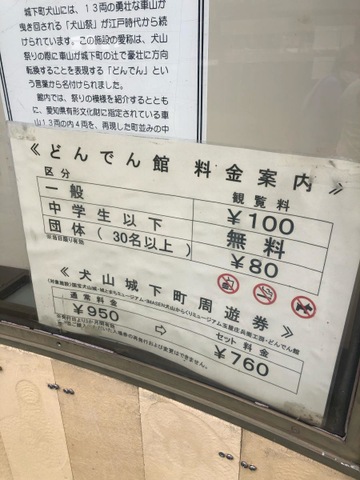 城下町犬山には、13両の勇壮な車山が
曳き回される「犬山祭」が江戸時代から続
けられています。この施設の愛称は、犬山
祭りの際に車山が城下町の辻で豪壮に方向
転換することを表現する「どんでん」とい
う言葉から名付けられました。
館内では、祭りの模様を紹介するとと
もに、愛知県有形文化財に指定されている車
山13両の内4両を、再現した町並みの中
≪どんでん館 料金案内≫
区分 観覧料
一般 ¥100
中学生以下 無料
団体(30名以上) ¥80
※当日限り有効
≪犬山城下町周遊券≫
通常料金 セット料金
¥950 → ¥760